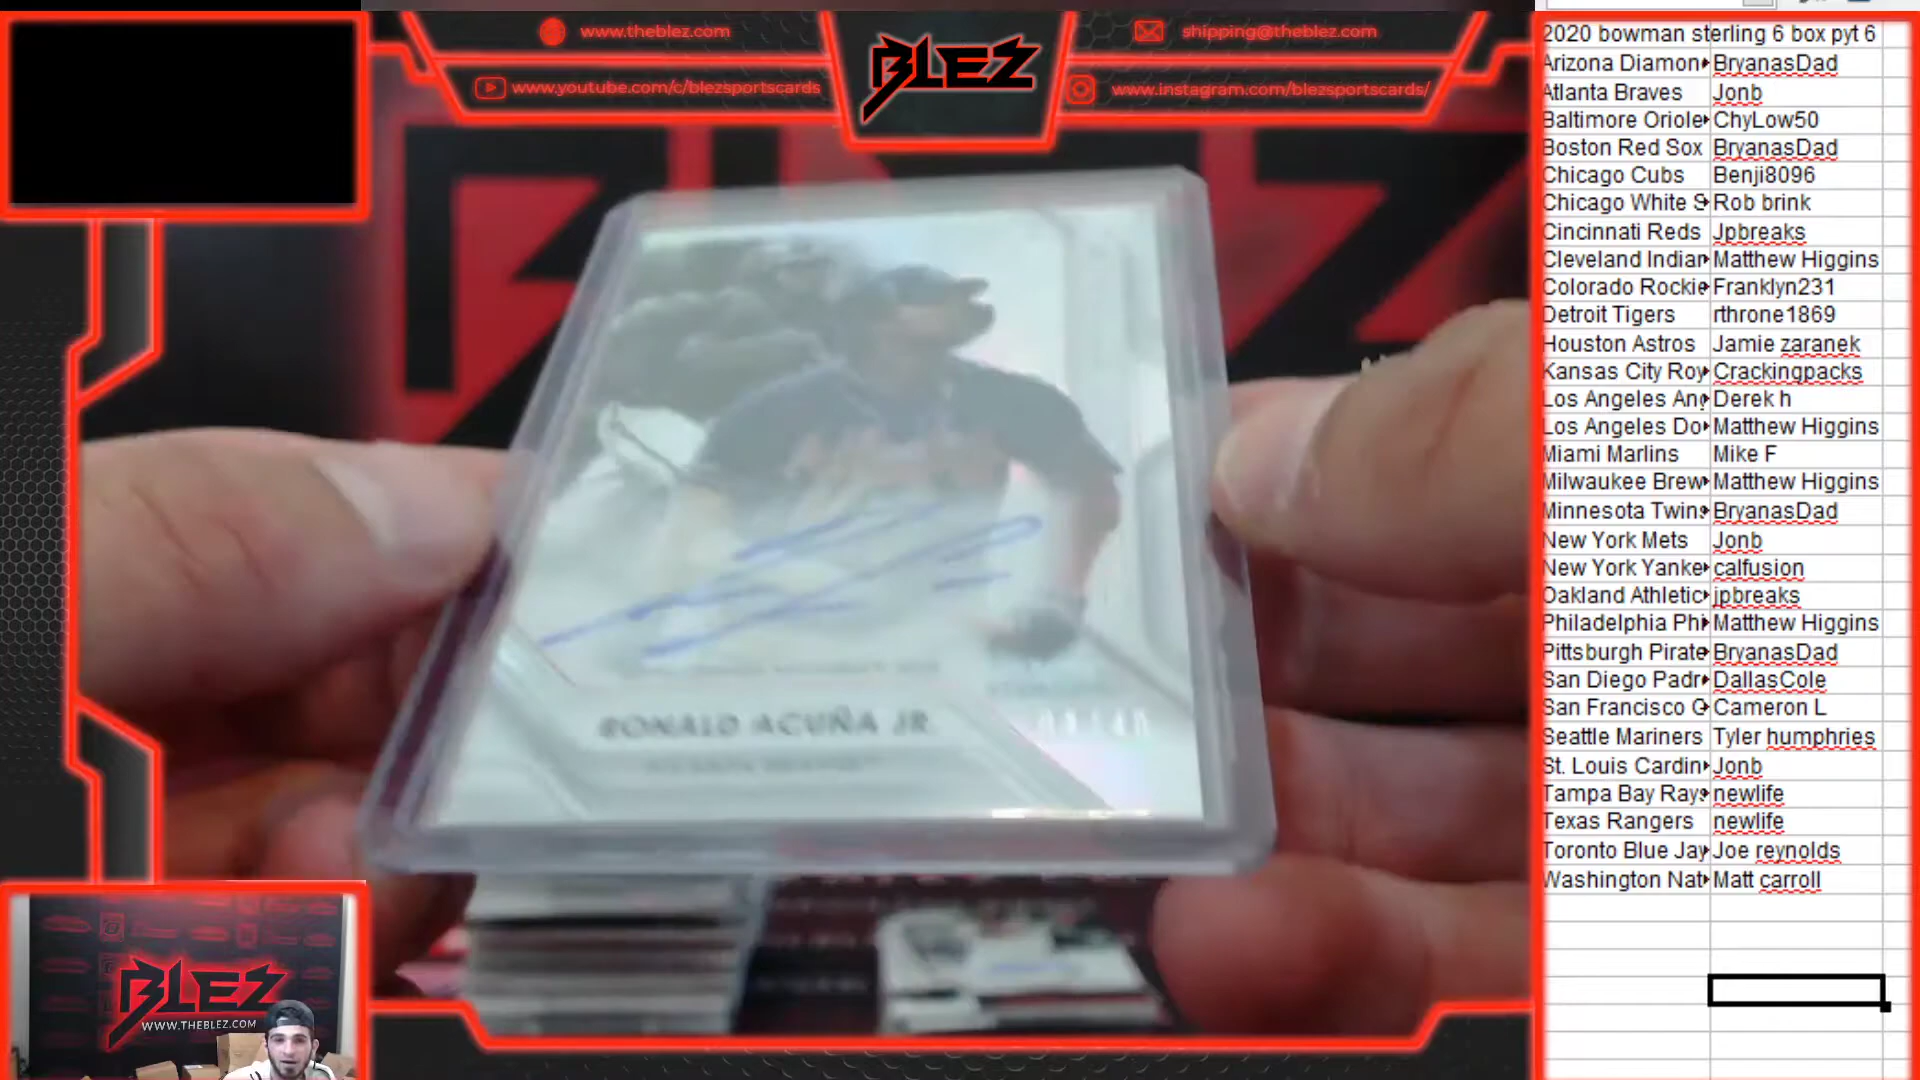 www.theblez.com
BLEZ
shipping@theblez.com
www.youtube.com/c/blezsportscards
www.instagram.com/blezsportscards/
RONALD ACUÑA JR.
BLEZ
WWW.THEBLEZ.COM
2020 bowman sterling 6 box pyt 6
Arizona Diamon BryanasDad
Atlanta Braves Jonb
Baltimore Oriole ChyLow50
Boston Red Sox BryanasDad
Chicago Cubs Benji8096
Chicago White S Rob brink
Cincinnati Reds Jpbreaks
Cleveland Indian Matthew Higgins
Colorado Rockie Franklyn231
Detroit Tigers rthrone1869
Houston Astros Jamie zaranek
Kansas City Roy Crackingpacks
Los Angeles Ang Derek h
Los Angeles Do Matthew Higgins
Miami Marlins Mike F
Milwaukee Brew Matthew Higgins
Minnesota Twins BryanasDad
New York Mets Jonb
New York Yanke calfusion
Oakland Athletic jpbreaks
Philadelphia Phi Matthew Higgins
Pittsburgh Pirate BryanasDad
San Diego Padr DallasCole
San Francisco G Cameron L
Seattle Mariners Tyler humphries
St. Louis Cardin Jonb
Tampa Bay Rays newlife
Texas Rangers newlife
Toronto Blue Jay Joe reynolds
Washington Nat Matt carroll